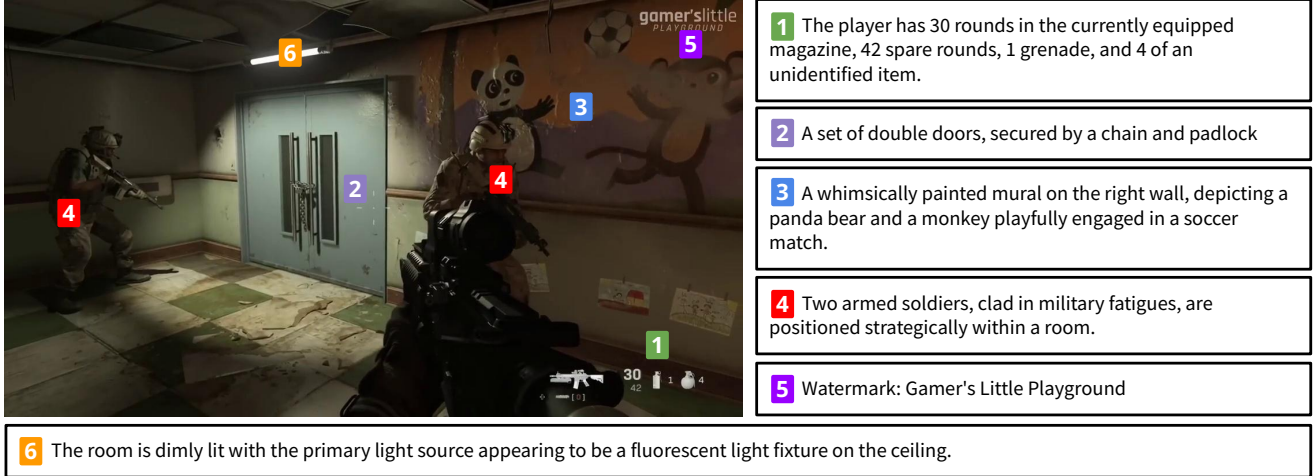 gamer'slittle
PLAYGROUND
6
5
3
4
2
4
1
30
42
1
4
1 The player has 30 rounds in the currently equipped
magazine, 42 spare rounds, 1 grenade, and 4 of an
unidentified item.
2 A set of double doors, secured by a chain and padlock
3 A whimsically painted mural on the right wall, depicting a
panda bear and a monkey playfully engaged in a soccer
match.
4 Two armed soldiers, clad in military fatigues, are
positioned strategically within a room.
5 Watermark: Gamer's Little Playground
6 The room is dimly lit with the primary light source appearing to be a fluorescent light fixture on the ceiling.